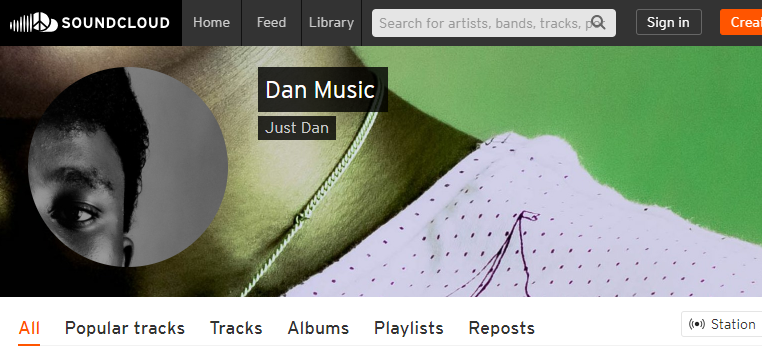 SOUNDCLOUD Home Feed Library Search for artists, bands, tracks, Sign in Crea
Dan Music
Just Dan
All Popular tracks Tracks Albums Playlists Reposts Station